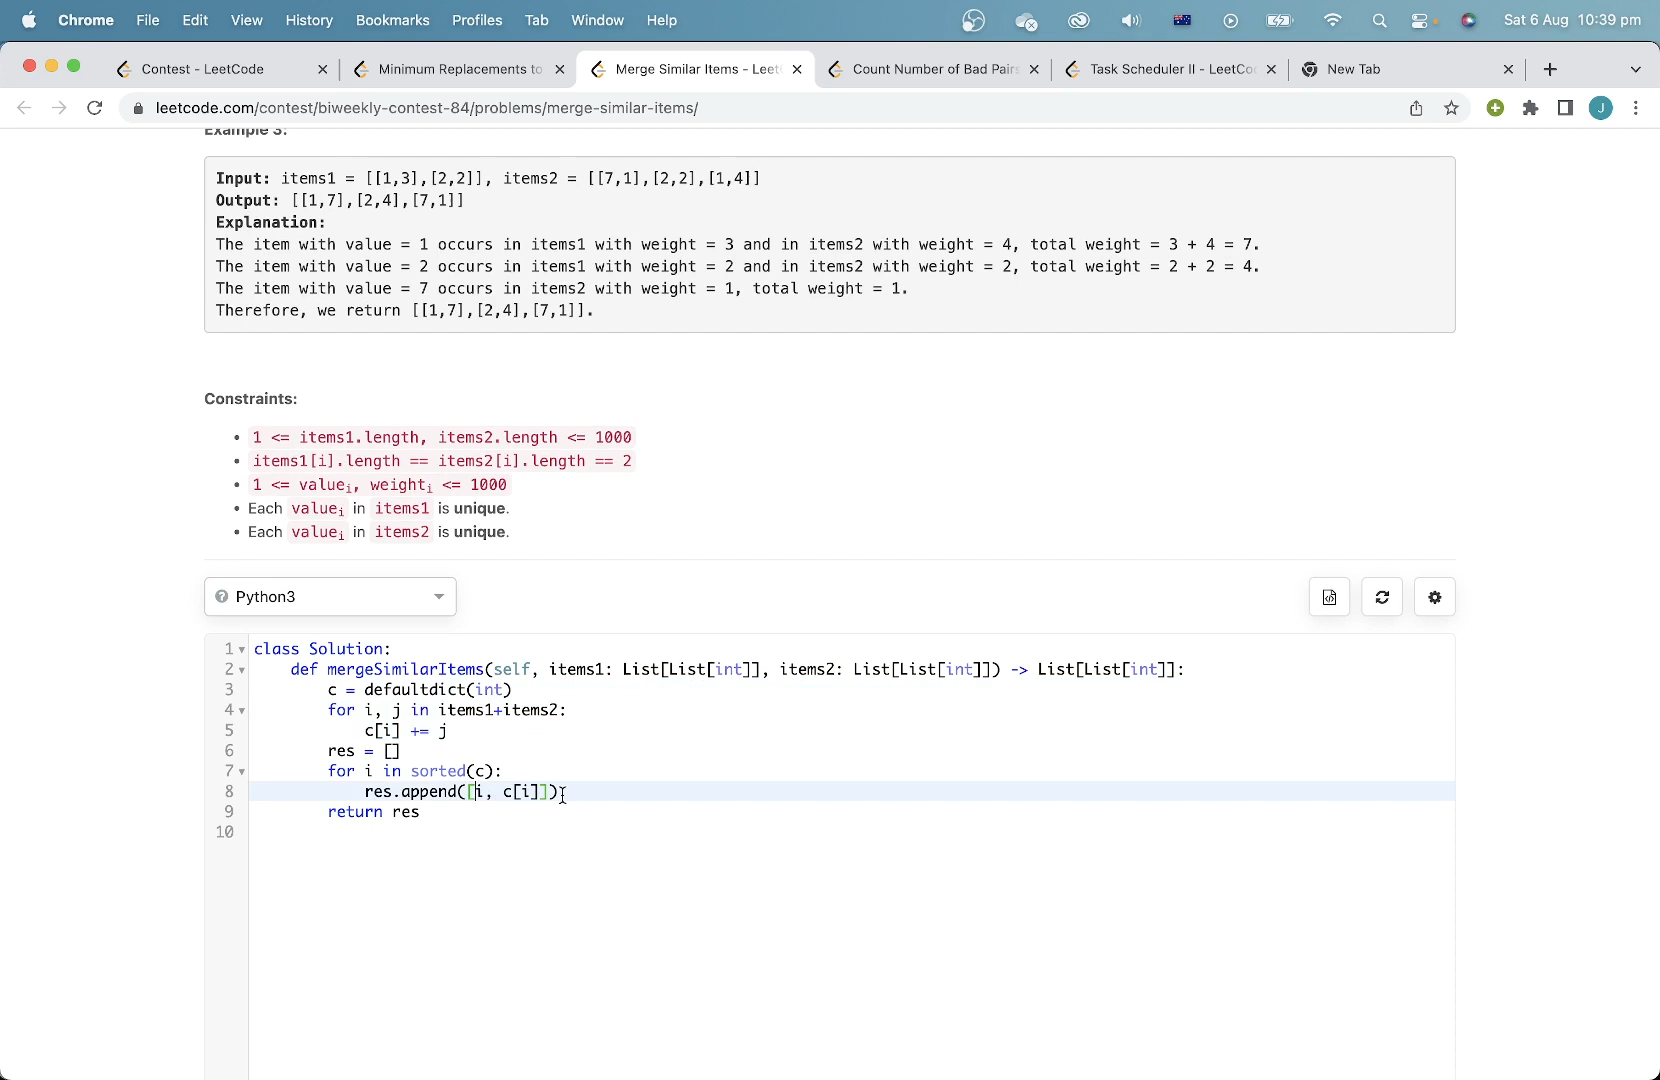 Chrome File Edit View History Bookmarks Profiles Tab Window Help Sat 6 Aug 10:39 pm
Contest - LeetCode Minimum Replacements to Merge Similar Items - Leet Count Number of Bad Pairs Task Scheduler II - LeetCo New Tab
leetcode.com/contest/biweekly-contest-84/problems/merge-similar-items/ J
Example 3:
Input: items1 = [[1,3],[2,2]], items2 = [[7,1],[2,2],[1,4]]
Output: [[1,7],[2,4],[7,1]]
Explanation:
The item with value = 1 occurs in items1 with weight = 3 and in items2 with weight = 4, total weight = 3 + 4 = 7.
The item with value = 2 occurs in items1 with weight = 2 and in items2 with weight = 2, total weight = 2 + 2 = 4.
The item with value = 7 occurs in items2 with weight = 1, total weight = 1.
Therefore, we return [[1,7],[2,4],[7,1]].
Constraints:
• 1 <= items1.length, items2.length <= 1000
• items1[i].length == items2[i].length == 2
• 1 <= valueᵢ, weightᵢ <= 1000
• Each valueᵢ in items1 is unique.
• Each valueᵢ in items2 is unique.
Python3
1 class Solution:
2 def mergeSimilarItems(self, items1: List[List[int]], items2: List[List[int]]) -> List[List[int]]:
3 c = defaultdict(int)
4 for i, j in items1+items2:
5 c[i] += j
6 res = []
7 for i in sorted(c):
8 res.append([i, c[i]])
9 return res
10